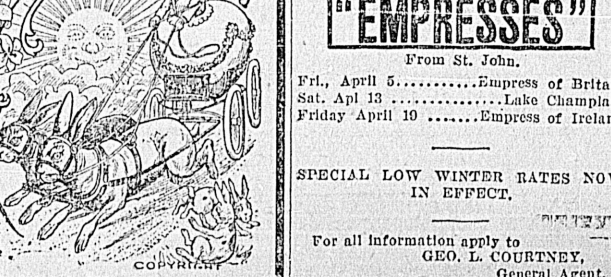 COPYRIGHT
"EMPRESSES"
From St. John.
Fri., April 5...........Empress of Brita
Sat. Apl 13 ..............Lake Champla
Friday April 19 .......Empress of Irelan
SPECIAL LOW WINTER RATES NOW
IN EFFECT.
For all information apply to
GEO. L. COURTNEY,
General Agent.